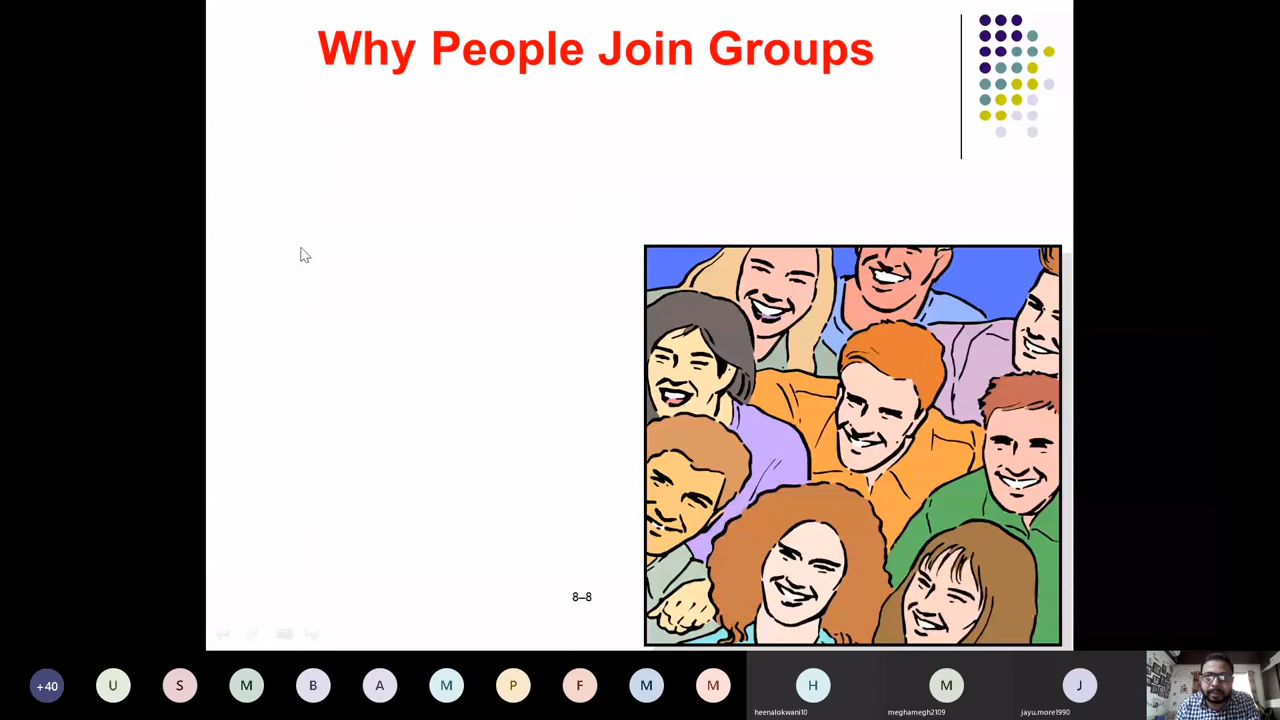 Why People Join Groups
8–8
+40
U
S
M
B
A
M
P
F
M
M
H
M
J
heenalokwani10
meghamegh2109
jayu.more1990